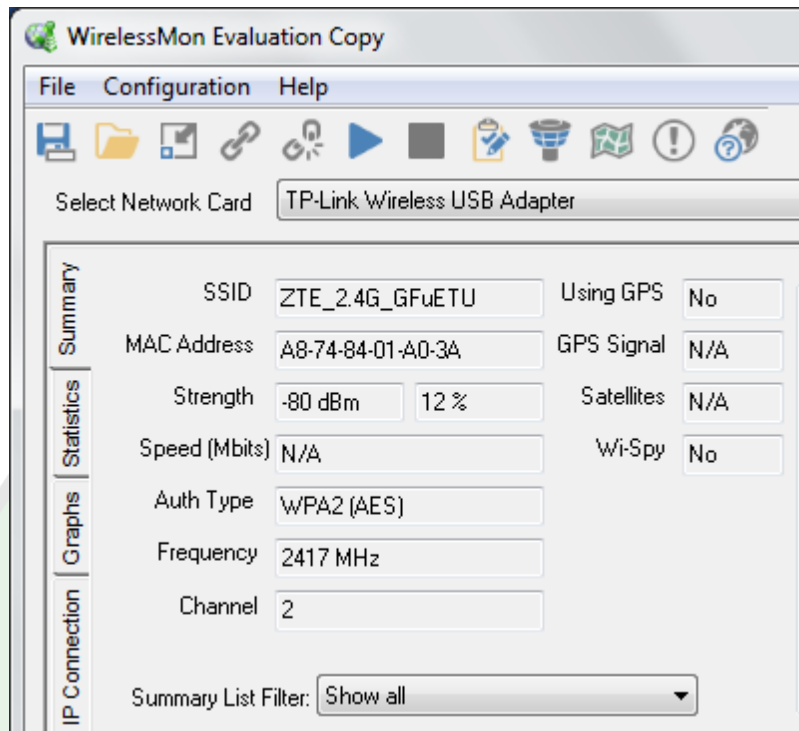 WirelessMon Evaluation Copy
File Configuration Help
Select Network Card TP-Link Wireless USB Adapter
Summary
Statistics
Graphs
IP Connection
SSID ZTE_2.4G_GFuETU Using GPS No
MAC Address A8-74-84-01-A0-3A GPS Signal N/A
Strength -80 dBm 12 % Satellites N/A
Speed (Mbits) N/A Wi-Spy No
Auth Type WPA2 (AES)
Frequency 2417 MHz
Channel 2
Summary List Filter: Show all